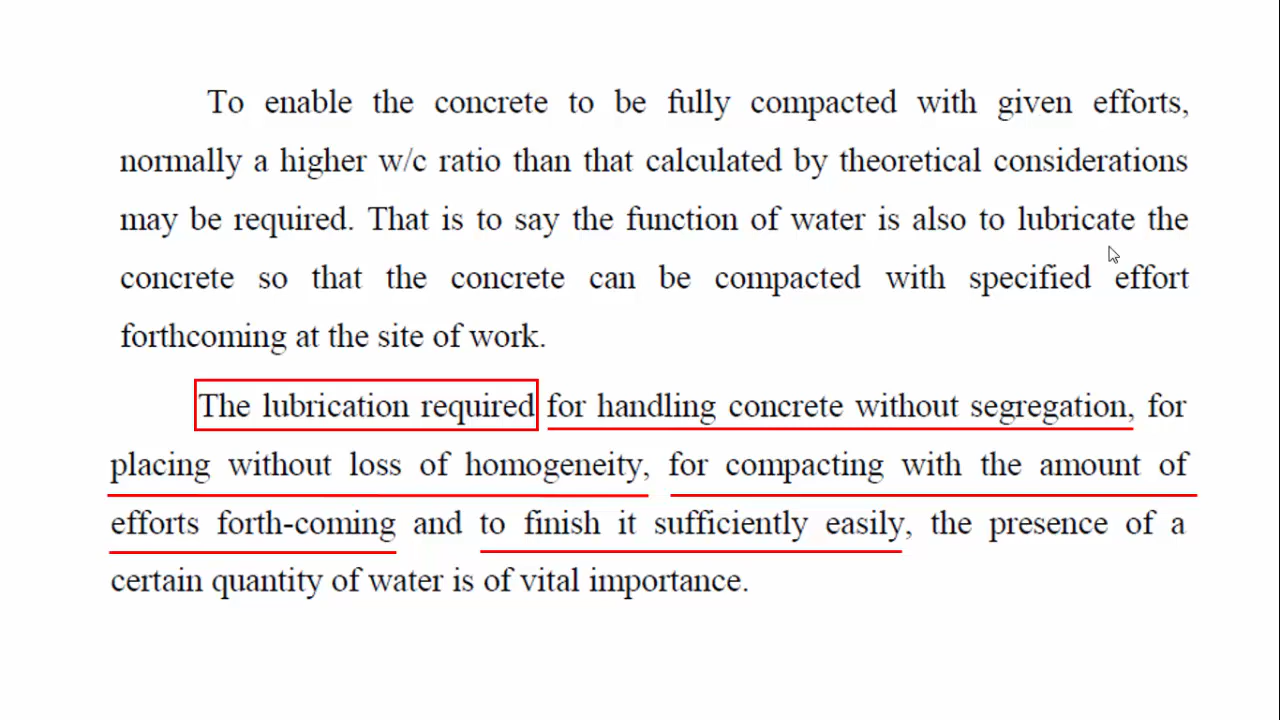 To enable the concrete to be fully compacted with given efforts,
normally a higher w/c ratio than that calculated by theoretical considerations
may be required. That is to say the function of water is also to lubricate the
concrete so that the concrete can be compacted with specified effort
forthcoming at the site of work.
The lubrication required for handling concrete without segregation, for
placing without loss of homogeneity, for compacting with the amount of
efforts forth-coming and to finish it sufficiently easily, the presence of a
certain quantity of water is of vital importance.